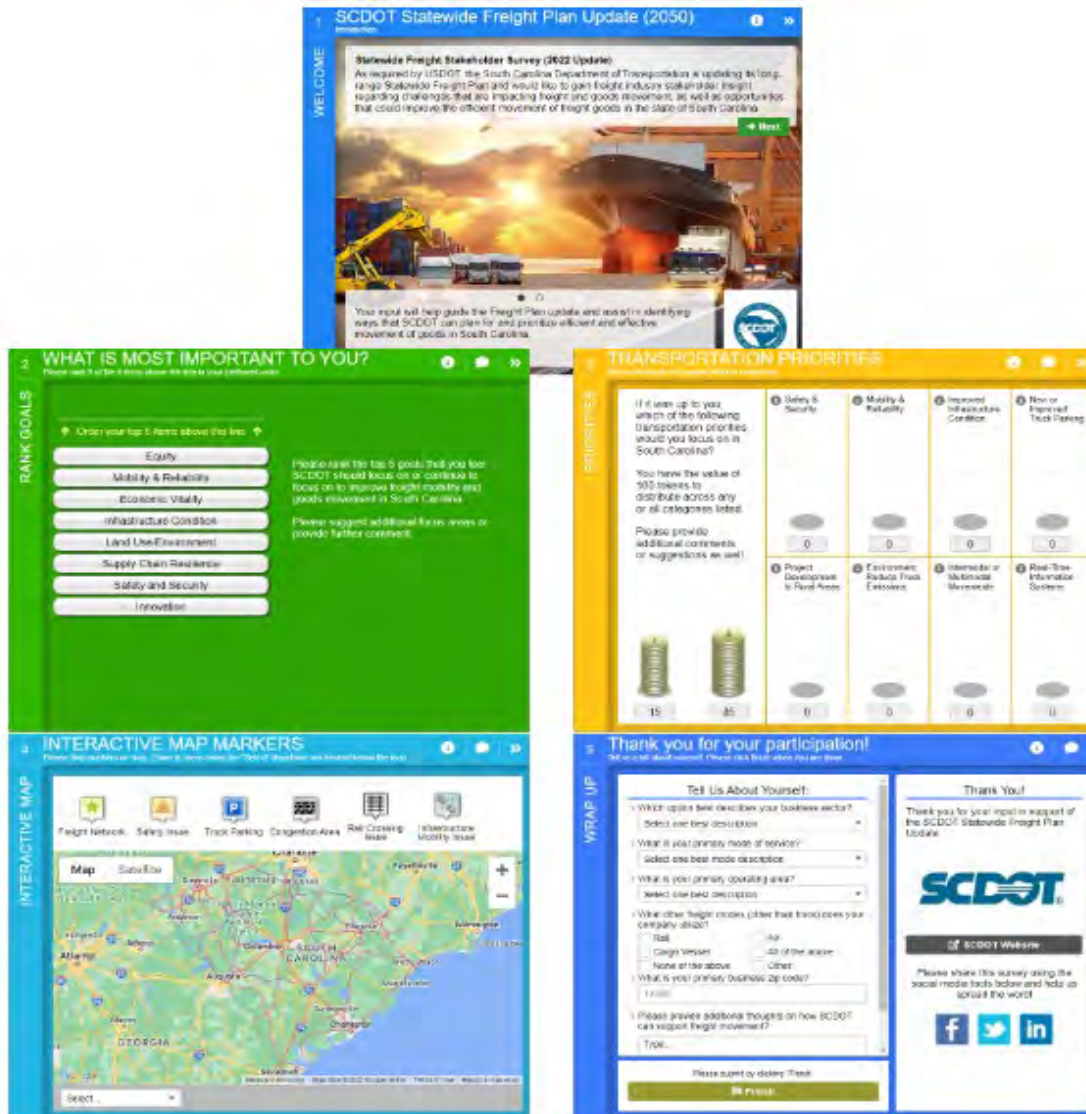 1
SCDOT Statewide Freight Plan Update (2050)
Introduction
WELCOME
Statewide Freight Stakeholder Survey (2022 Update)
As required by USDOT the South Carolina Department of Transportation is updating its long-
range Statewide Freight Plan and would like to gain freight industry stakeholder insight
regarding challenges that are impacting freight and goods movement, as well as opportunities
that could improve the efficient movement of freight goods in the state of South Carolina
Next
Your input will help guide the Freight Plan update and assist in identifying
ways that SCDOT can plan for and prioritize efficient and effective
movement of goods in South Carolina.
SCDOT
2
WHAT IS MOST IMPORTANT TO YOU?
RANK GOALS
Order your top 5 items above this line
Equity
Mobility & Reliability
Economic Vitality
Infrastructure Condition
Land Use/Environment
Supply Chain Resilience
Safety and Security
Innovation
Please rank the top 5 goals that you feel
SCDOT should focus on or continue to
focus on to improve freight mobility and
goods movement in South Carolina
Please suggest additional focus areas or
provide further comment.
3
TRANSPORTATION PRIORITIES
PRIORITIES
If it was up to you
which of the following
transportation priorities
would you focus on in
South Carolina?
You have the value of
100 tokens to
distribute across any
or all categories listed.
Please provide
additional comments
or suggestions as well.
15
85
Safety &
Security
0
Mobility &
Reliability
0
Improved
Infrastructure
Condition
0
New or
Improved
Truck Parking
0
Project
Development
in Rural Areas
0
Environment
Reduce Truck
Emissions
0
Intermodal or
Multimodal
Movements
0
Real-Time
Information
Systems
0
4
INTERACTIVE MAP MARKERS
INTERACTIVE MAP
Freight Network
Safety Issue
Truck Parking
Congestion Area
Rail Crossing
Issue
Infrastructure
Mobility Issue
Map
Satellite
Charlotte
Fayetteville
Wilmington
Atlanta
Athens
Anderson
Columbia
SOUTH
CAROLINA
Florence
Augusta
Macon
Charleston
GEORGIA
Savannah
Select...
5
Thank you for your participation!
WRAP UP
Tell Us About Yourself:
Which option best describes your business sector?
Select one best description
What is your primary mode of service?
Select one best mode description
What is your primary operating area?
Select one best description
What other freight modes (other than truck) does your
company utilize?
Rail
Air
Cargo Vessel
All of the above
None of the above
Other
What is your primary business zip code?
Please provide additional thoughts on how SCDOT
can support freight movement?
Type...
Please submit by clicking 'Finish'
Finish
Thank You!
Thank you for your input in support of
the SCDOT Statewide Freight Plan
Update
SCDOT
SCDOT Website
Please share this survey using the
social media tools below and help us
spread the word!